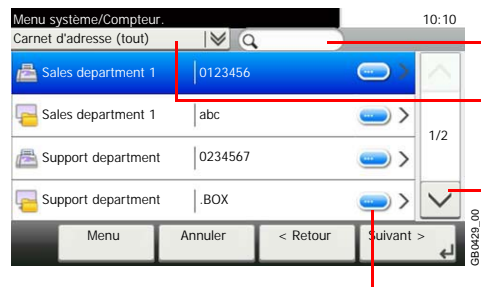 Menu système/Compteur.
10:10
Carnet d'adresse (tout)
Sales department 1
0123456
Sales department 1
abc
1/2
Support department
0234567
Support department
.BOX
Menu
Annuler
< Retour
Suivant >
GB0429_00